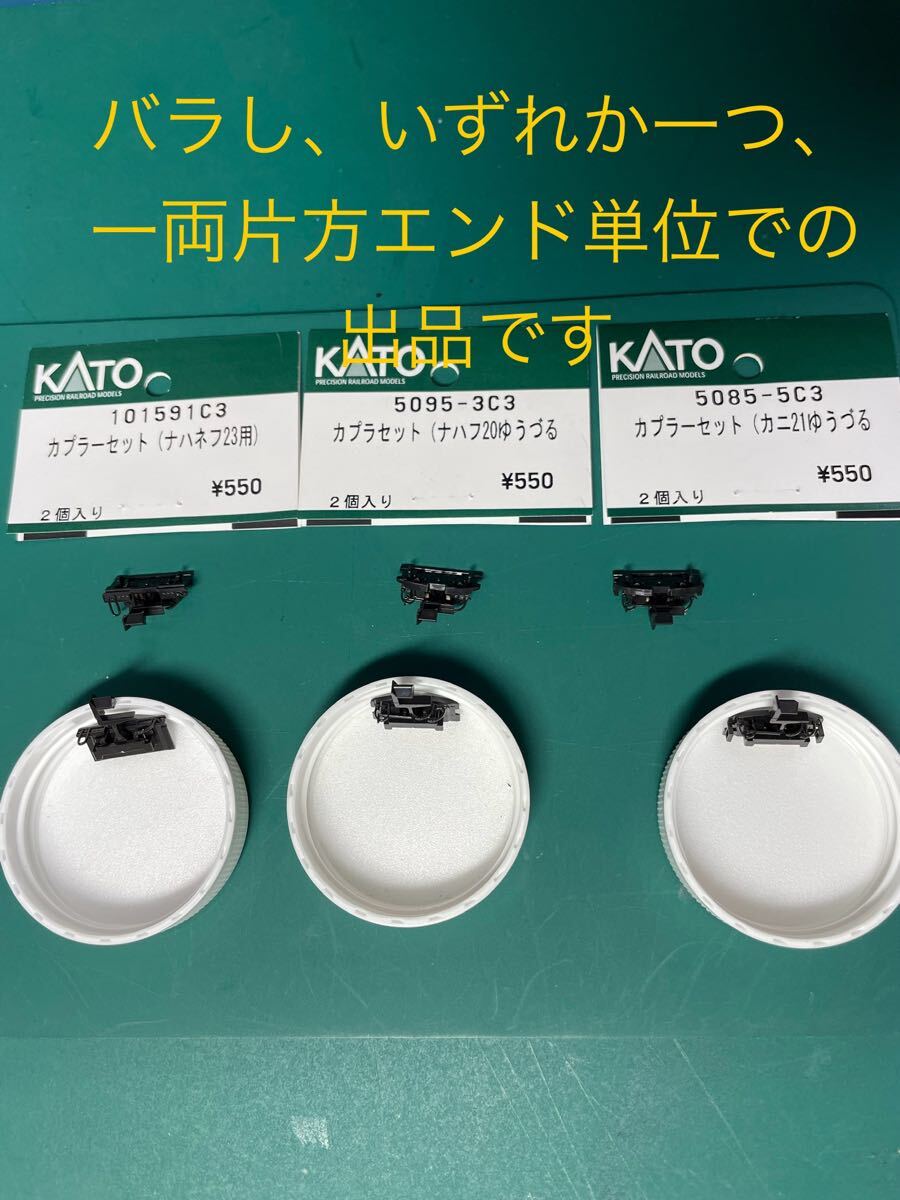 バラし、いずれか一つ、
一両片方エンド単位での
出品です
KATO
PRECISION RAILROAD MODELS
101591C3
カプラーセット（ナハネフ23用）
¥550
２個入り
KATO
PRECISION RAILROAD MODELS
5095-3C3
カプラセット（ナハフ20ゆうづる
¥550
２個入り
KATO
PRECISION RAILROAD MODELS
5085-5C3
カプラーセット（カニ21ゆうづる
¥550
２個入り